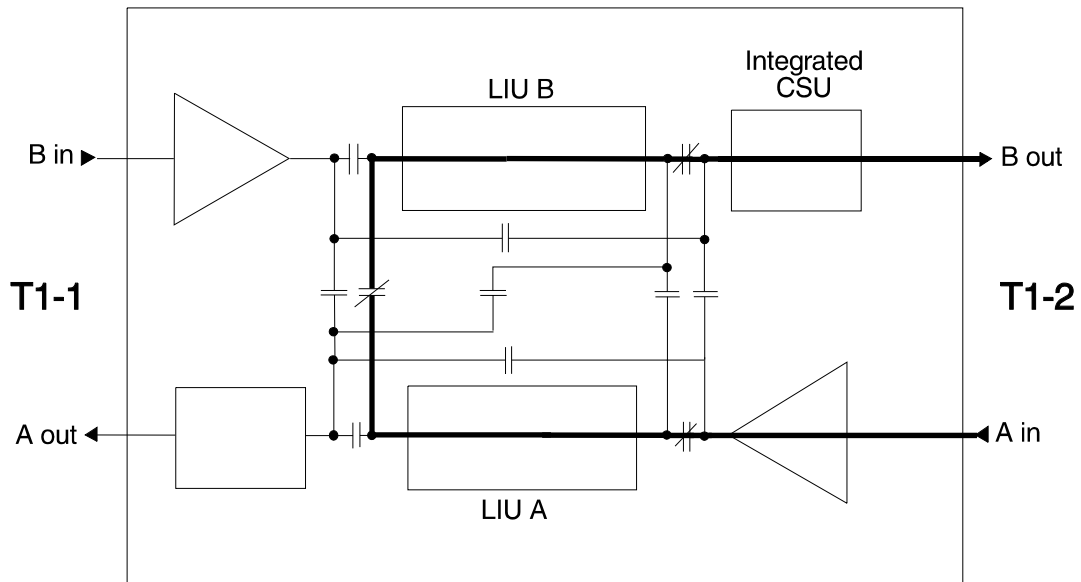 Integrated
CSU
LIU B
B in
B out
T1-1
T1-2
A out
A in
LIU A